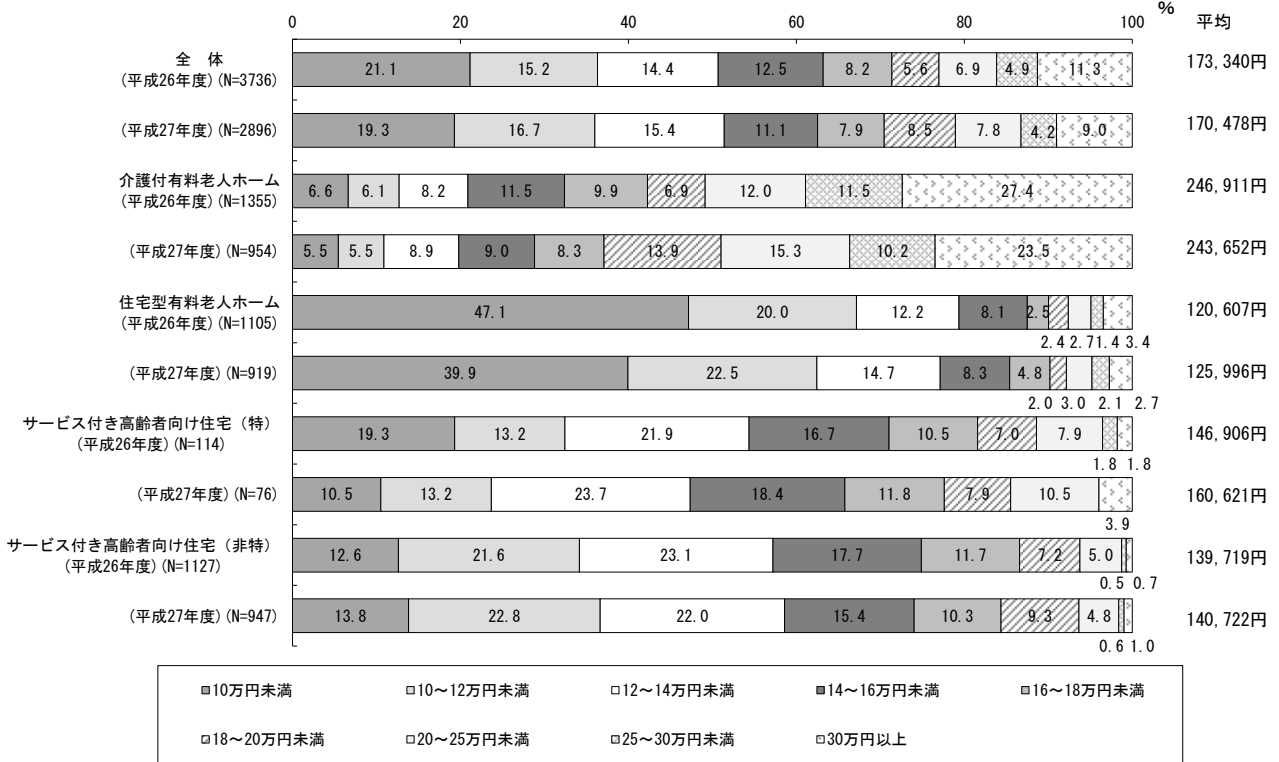 %
0 20 40 60 80 100 平均
全 体
(平成26年度)(N=3736)
21.1 15.2 14.4 12.5 8.2 5.6 6.9 4.9 11.3 173,340円
(平成27年度)(N=2896) 19.3 16.7 15.4 11.1 7.9 8.5 7.8 4.2 9.0 170,478円
介護付有料老人ホーム
(平成26年度)(N=1355)
6.6 6.1 8.2 11.5 9.9 6.9 12.0 11.5 27.4 246,911円
(平成27年度)(N=954) 5.5 5.5 8.9 9.0 8.3 13.9 15.3 10.2 23.5 243,652円
住宅型有料老人ホーム
(平成26年度)(N=1105)
47.1 20.0 12.2 8.1 2.5 120,607円
2.4 2.7 1.4 3.4
(平成27年度)(N=919) 39.9 22.5 14.7 8.3 4.8 125,996円
2.0 3.0 2.1 2.7
サービス付き高齢者向け住宅（特）
(平成26年度)(N=114)
19.3 13.2 21.9 16.7 10.5 7.0 7.9 146,906円
1.8 1.8
(平成27年度)(N=76) 10.5 13.2 23.7 18.4 11.8 7.9 10.5 160,621円
3.9
サービス付き高齢者向け住宅（非特）
(平成26年度)(N=1127)
12.6 21.6 23.1 17.7 11.7 7.2 5.0 139,719円
0.5 0.7
(平成27年度)(N=947) 13.8 22.8 22.0 15.4 10.3 9.3 4.8 140,722円
0.6 1.0
10万円未満 10～12万円未満 12～14万円未満 14～16万円未満 16～18万円未満
18～20万円未満 20～25万円未満 25～30万円未満 30万円以上